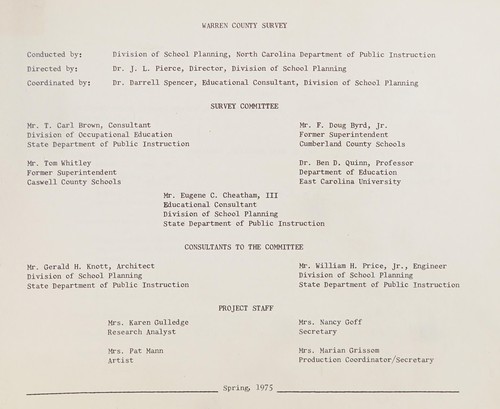 WARREN COUNTY SURVEY
Conducted by: Division of School Planning, North Carolina Department of Public Instruction
Directed by: Dr. J. L. Pierce, Director, Division of School Planning
Coordinated by: Dr. Darrell Spencer, Educational Consultant, Division of School Planning
SURVEY COMMITTEE
Mr. T. Carl Brown, Consultant
Division of Occupational Education
State Department of Public Instruction
Mr. F. Doug Byrd, Jr.
Former Superintendent
Cumberland County Schools
Mr. Tom Whitley
Former Superintendent
Caswell County Schools
Dr. Ben D. Quinn, Professor
Department of Education
East Carolina University
Mr. Eugene C. Cheatham, III
Educational Consultant
Division of School Planning
State Department of Public Instruction
CONSULTANTS TO THE COMMITTEE
Mr. Gerald H. Knott, Architect
Division of School Planning
State Department of Public Instruction
Mr. William H. Price, Jr., Engineer
Division of School Planning
State Department of Public Instruction
PROJECT STAFF
Mrs. Karen Gulledge
Research Analyst
Mrs. Nancy Goff
Secretary
Mrs. Pat Mann
Artist
Mrs. Marian Grissom
Production Coordinator/Secretary
Spring, 1975